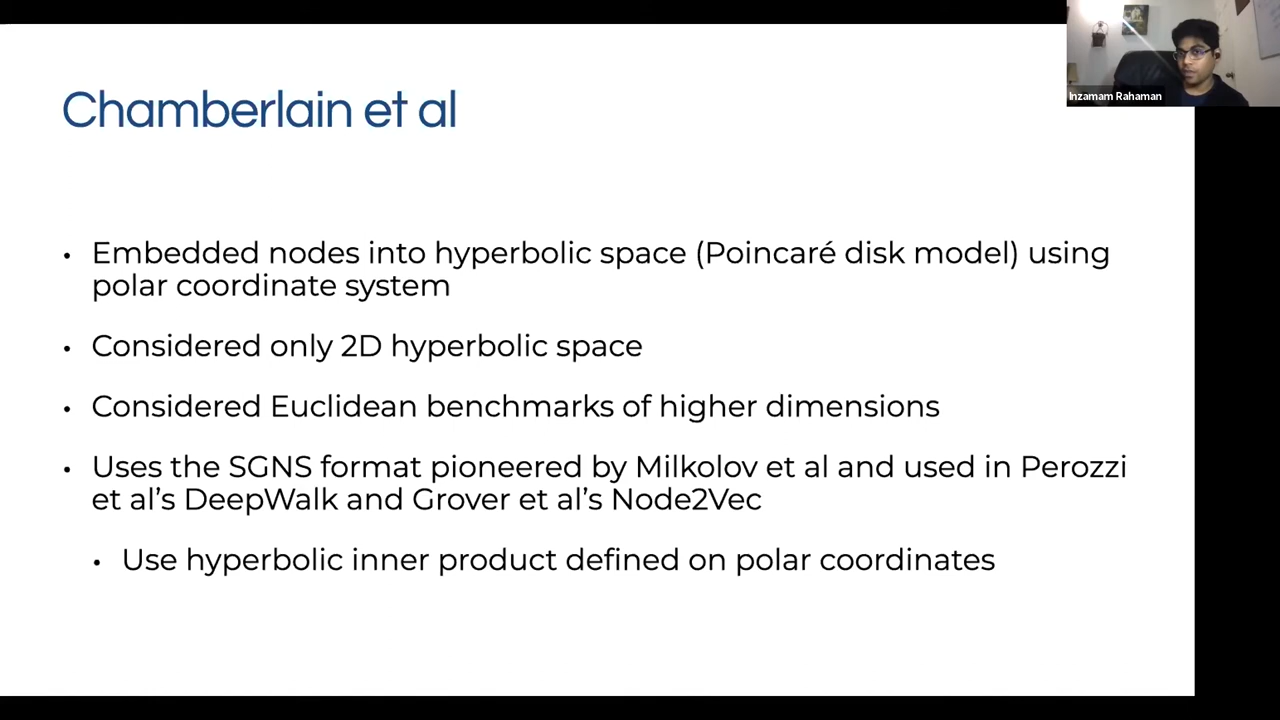 Inzamam Rahaman
Chamberlain et al
• Embedded nodes into hyperbolic space (Poincaré disk model) using
polar coordinate system
• Considered only 2D hyperbolic space
• Considered Euclidean benchmarks of higher dimensions
• Uses the SGNS format pioneered by Milkolov et al and used in Perozzi
et al’s DeepWalk and Grover et al’s Node2Vec
• Use hyperbolic inner product defined on polar coordinates